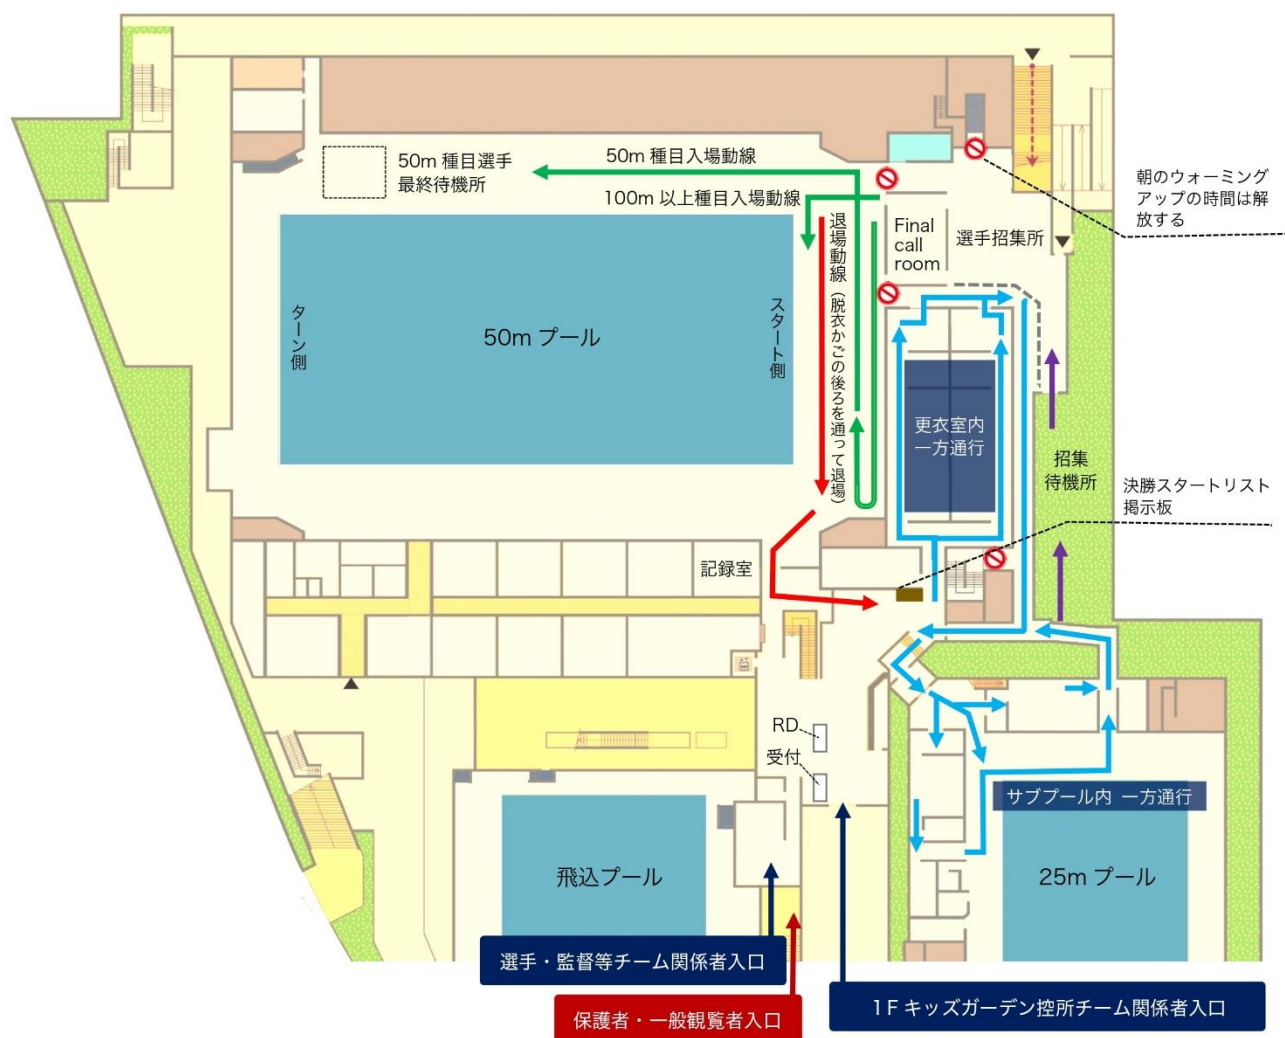 50m 種目選手
最終待機所
50m 種目入場動線
100m 以上種目入場動線
退場動線（脱衣かごの後ろを通って退場）
Final
call
room
選手招集所
朝のウォーミング
アップの時間は解
放する
ターン側
50m プール
スタート側
更衣室内
一方通行
招集
待機所
決勝スタートリスト
掲示板
記録室
RD
受付
サブプール内 一方通行
飛込プール
25m プール
選手・監督等チーム関係者入口
保護者・一般観覧者入口
1F キッズガーデン控所チーム関係者入口